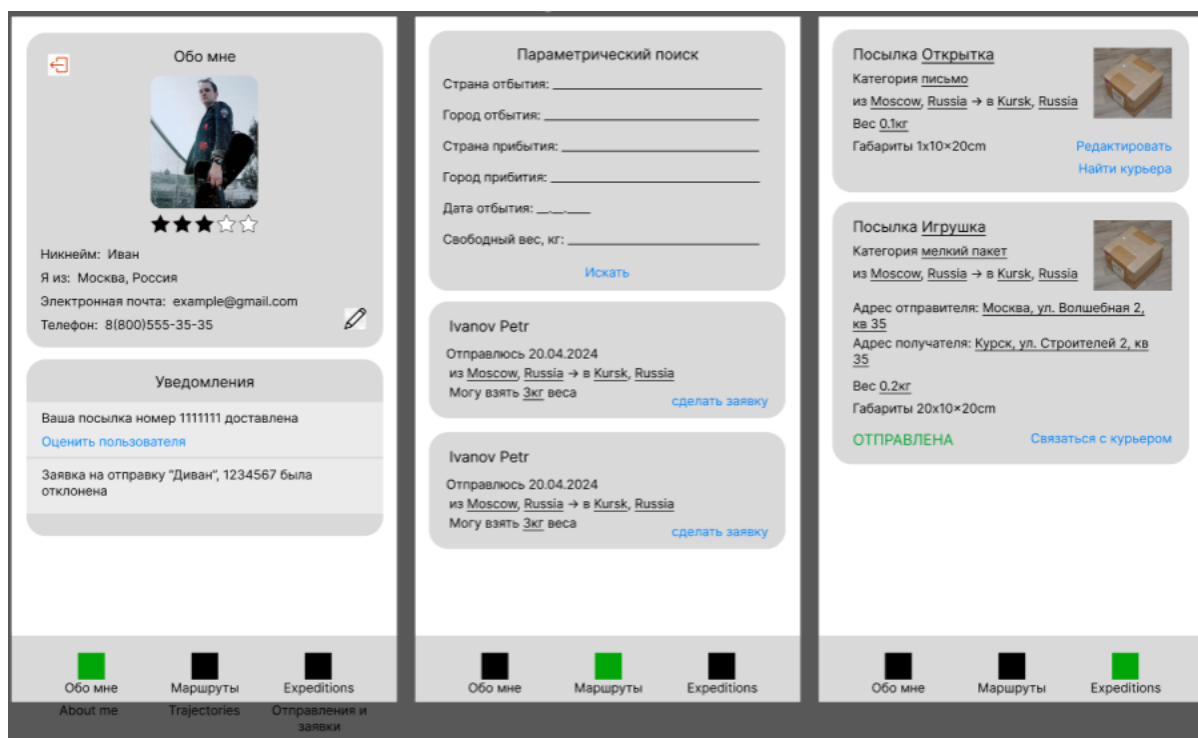 Обо мне
Никнейм: Иван
Я из: Москва, Россия
Электронная почта: example@gmail.com
Телефон: 8(800)555-35-35
Уведомления
Ваша посылка номер 1111111 доставлена
Оценить пользователя
Заявка на отправку "Диван", 1234567 была
отклонена
Обо мне
Маршруты
Expeditions
About me
Trajectories
Отправления и
заявки
Параметрический поиск
Страна отбытия:
Город отбытия:
Страна прибытия:
Город прибития:
Дата отбытия: __.__.____
Свободный вес, кг:
Искать
Ivanov Petr
Отправлюсь 20.04.2024
из Moscow, Russia → в Kursk, Russia
Могу взять 3кг веса
сделать заявку
Ivanov Petr
Отправлюсь 20.04.2024
из Moscow, Russia → в Kursk, Russia
Могу взять 3кг веса
сделать заявку
Обо мне
Маршруты
Expeditions
Посылка Открытка
Категория письмо
из Moscow, Russia → в Kursk, Russia
Вес 0.1кг
Габариты 1x10×20cm
Редактировать
Найти курьера
Посылка Игрушка
Категория мелкий пакет
из Moscow, Russia → в Kursk, Russia
Адрес отправителя: Москва, ул. Волшебная 2,
кв 35
Адрес получателя: Курск, ул. Строителей 2, кв
35
Вес 0.2кг
Габариты 20x10×20cm
ОТПРАВЛЕНА
Связаться с курьером
Обо мне
Маршруты
Expeditions